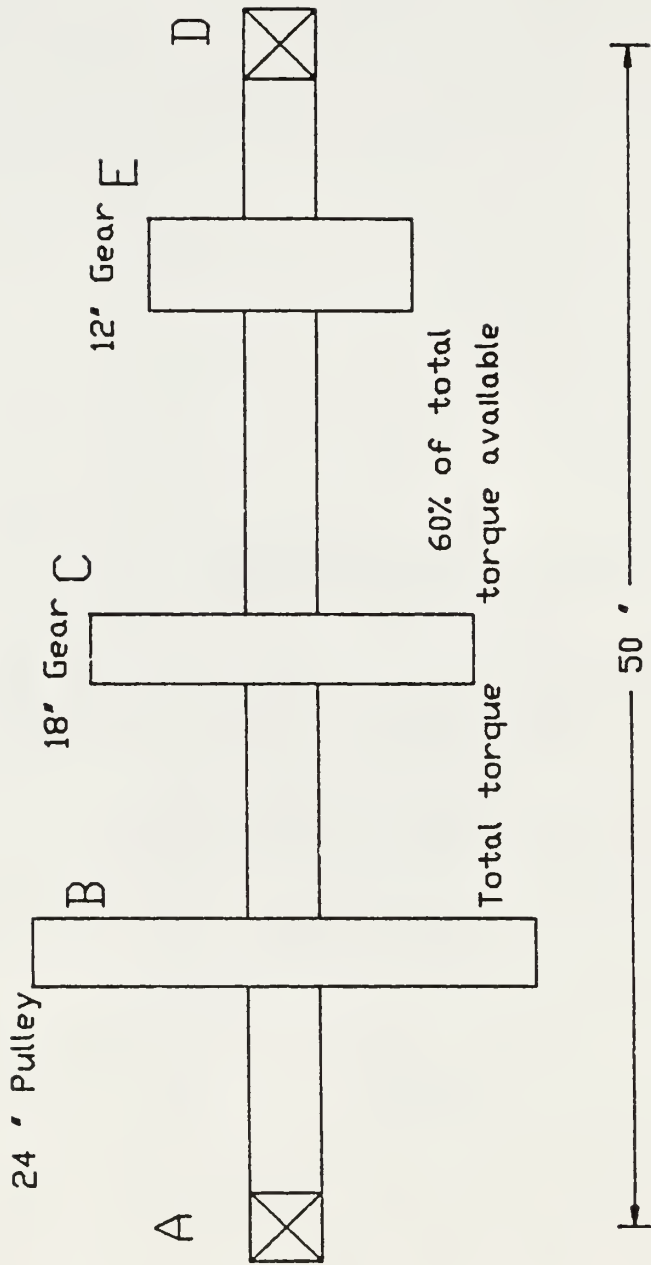 24 " Pulley
B
18" Gear C
12" Gear E
A
D
Total torque
60% of total
torque available
50 "